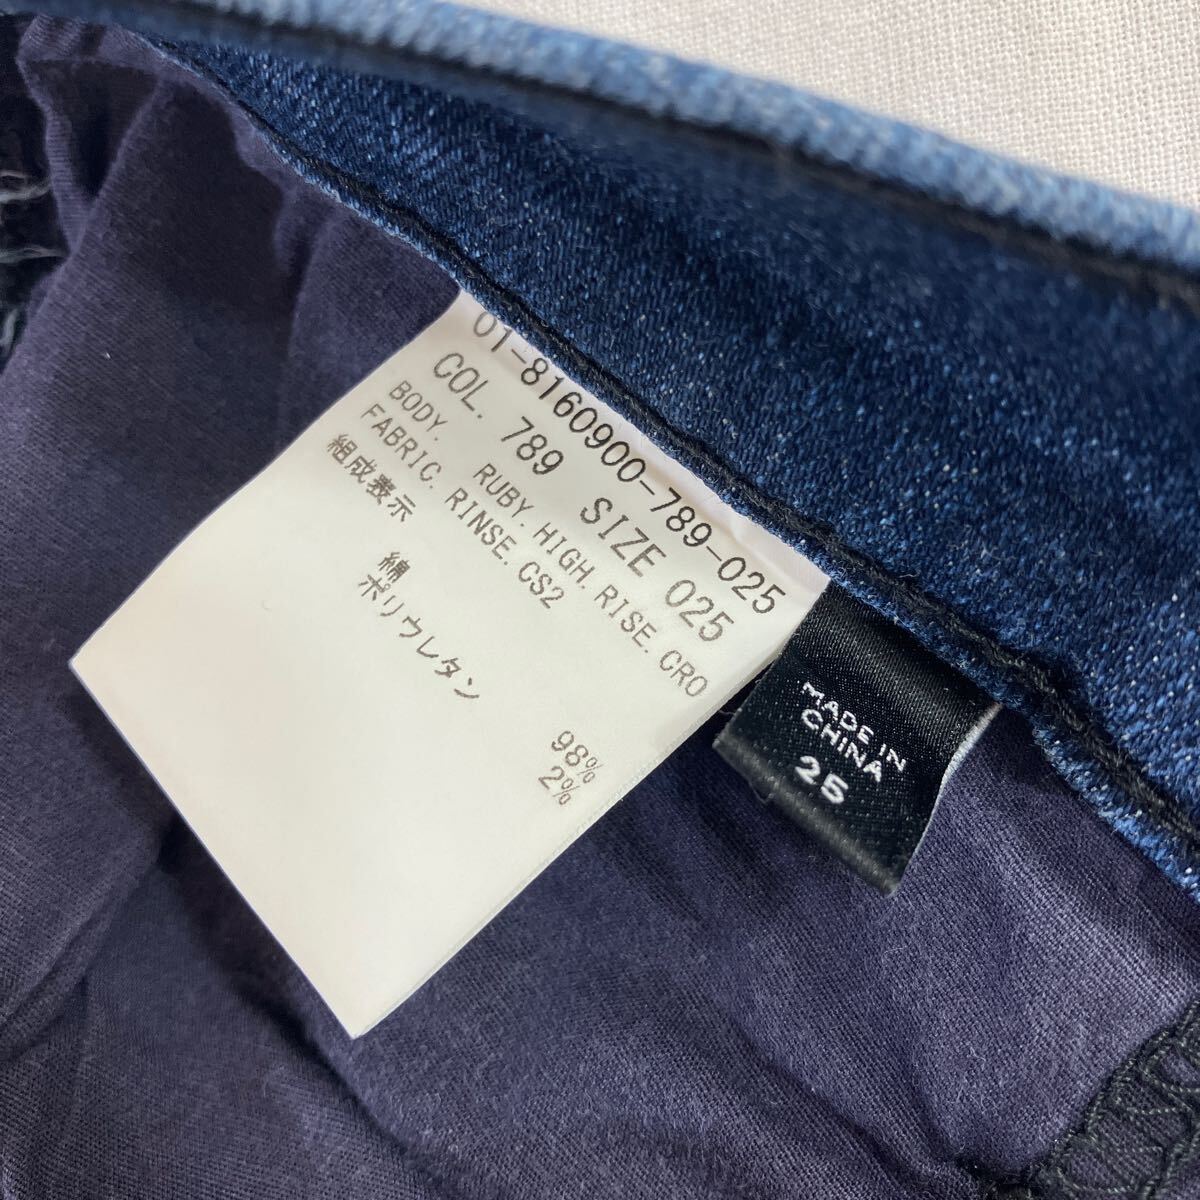 01-8160900-789-025
COL. 789 SIZE 025
BODY. RUBY.HIGH.RISE.CRO
FABRIC.RINSE.CS2
組成表示
綿 98%
ポリウレタン 2%
MADE IN
CHINA
25